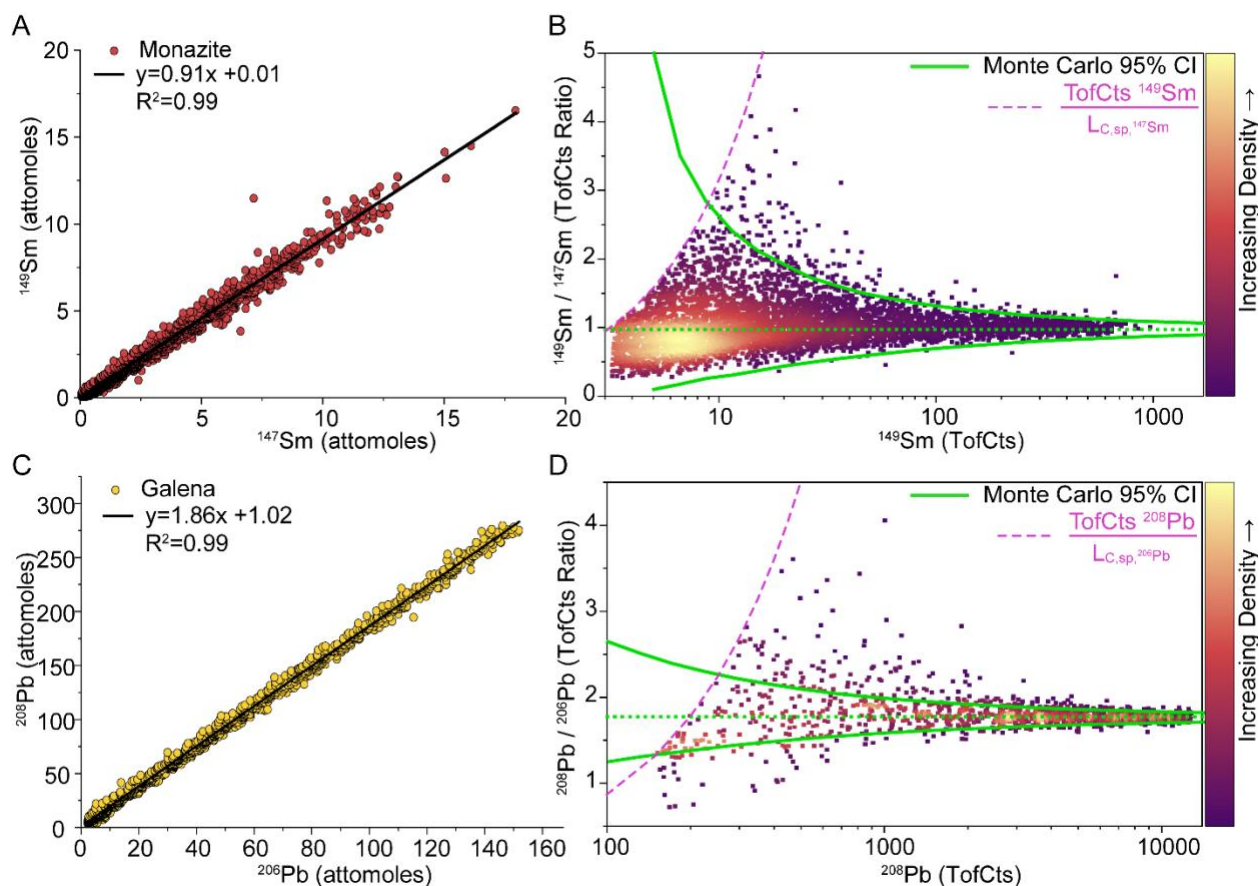 A
Monazite
y=0.91x +0.01
R²=0.99
20
15
10
5
0
0
5
10
15
20
¹⁴⁹Sm (attomoles)
¹⁴⁷Sm (attomoles)
B
Monte Carlo 95% CI
TofCts ¹⁴⁹Sm
L_C,sp,¹⁴⁷Sm
5
4
3
2
1
0
10
100
1000
¹⁴⁹Sm / ¹⁴⁷Sm (TofCts Ratio)
¹⁴⁹Sm (TofCts)
Increasing Density →
C
Galena
y=1.86x +1.02
R²=0.99
300
250
200
150
100
50
0
0
20
40
60
80
100
120
140
160
²⁰⁸Pb (attomoles)
²⁰⁶Pb (attomoles)
D
Monte Carlo 95% CI
TofCts ²⁰⁸Pb
L_C,sp,²⁰⁶Pb
4
3
2
1
100
1000
10000
²⁰⁸Pb / ²⁰⁶Pb (TofCts Ratio)
²⁰⁸Pb (TofCts)
Increasing Density →